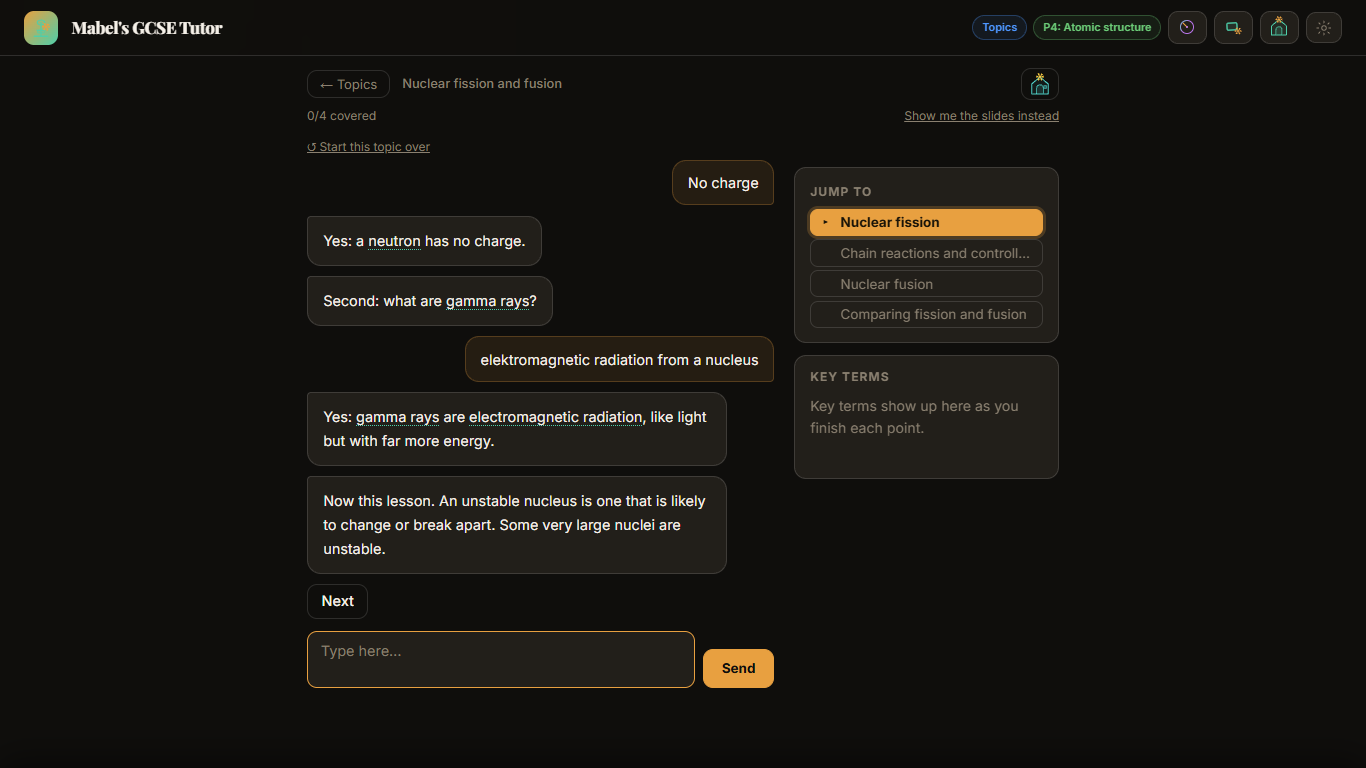 Mabel's GCSE Tutor
Topics
P4: Atomic structure
← Topics
Nuclear fission and fusion
0/4 covered
Show me the slides instead
↺ Start this topic over
No charge
Yes: a neutron has no charge.
Second: what are gamma rays?
elektromagnetic radiation from a nucleus
Yes: gamma rays are electromagnetic radiation, like light
but with far more energy.
Now this lesson. An unstable nucleus is one that is likely
to change or break apart. Some very large nuclei are
unstable.
Next
Type here...
Send
JUMP TO
Nuclear fission
Chain reactions and controll...
Nuclear fusion
Comparing fission and fusion
KEY TERMS
Key terms show up here as you
finish each point.